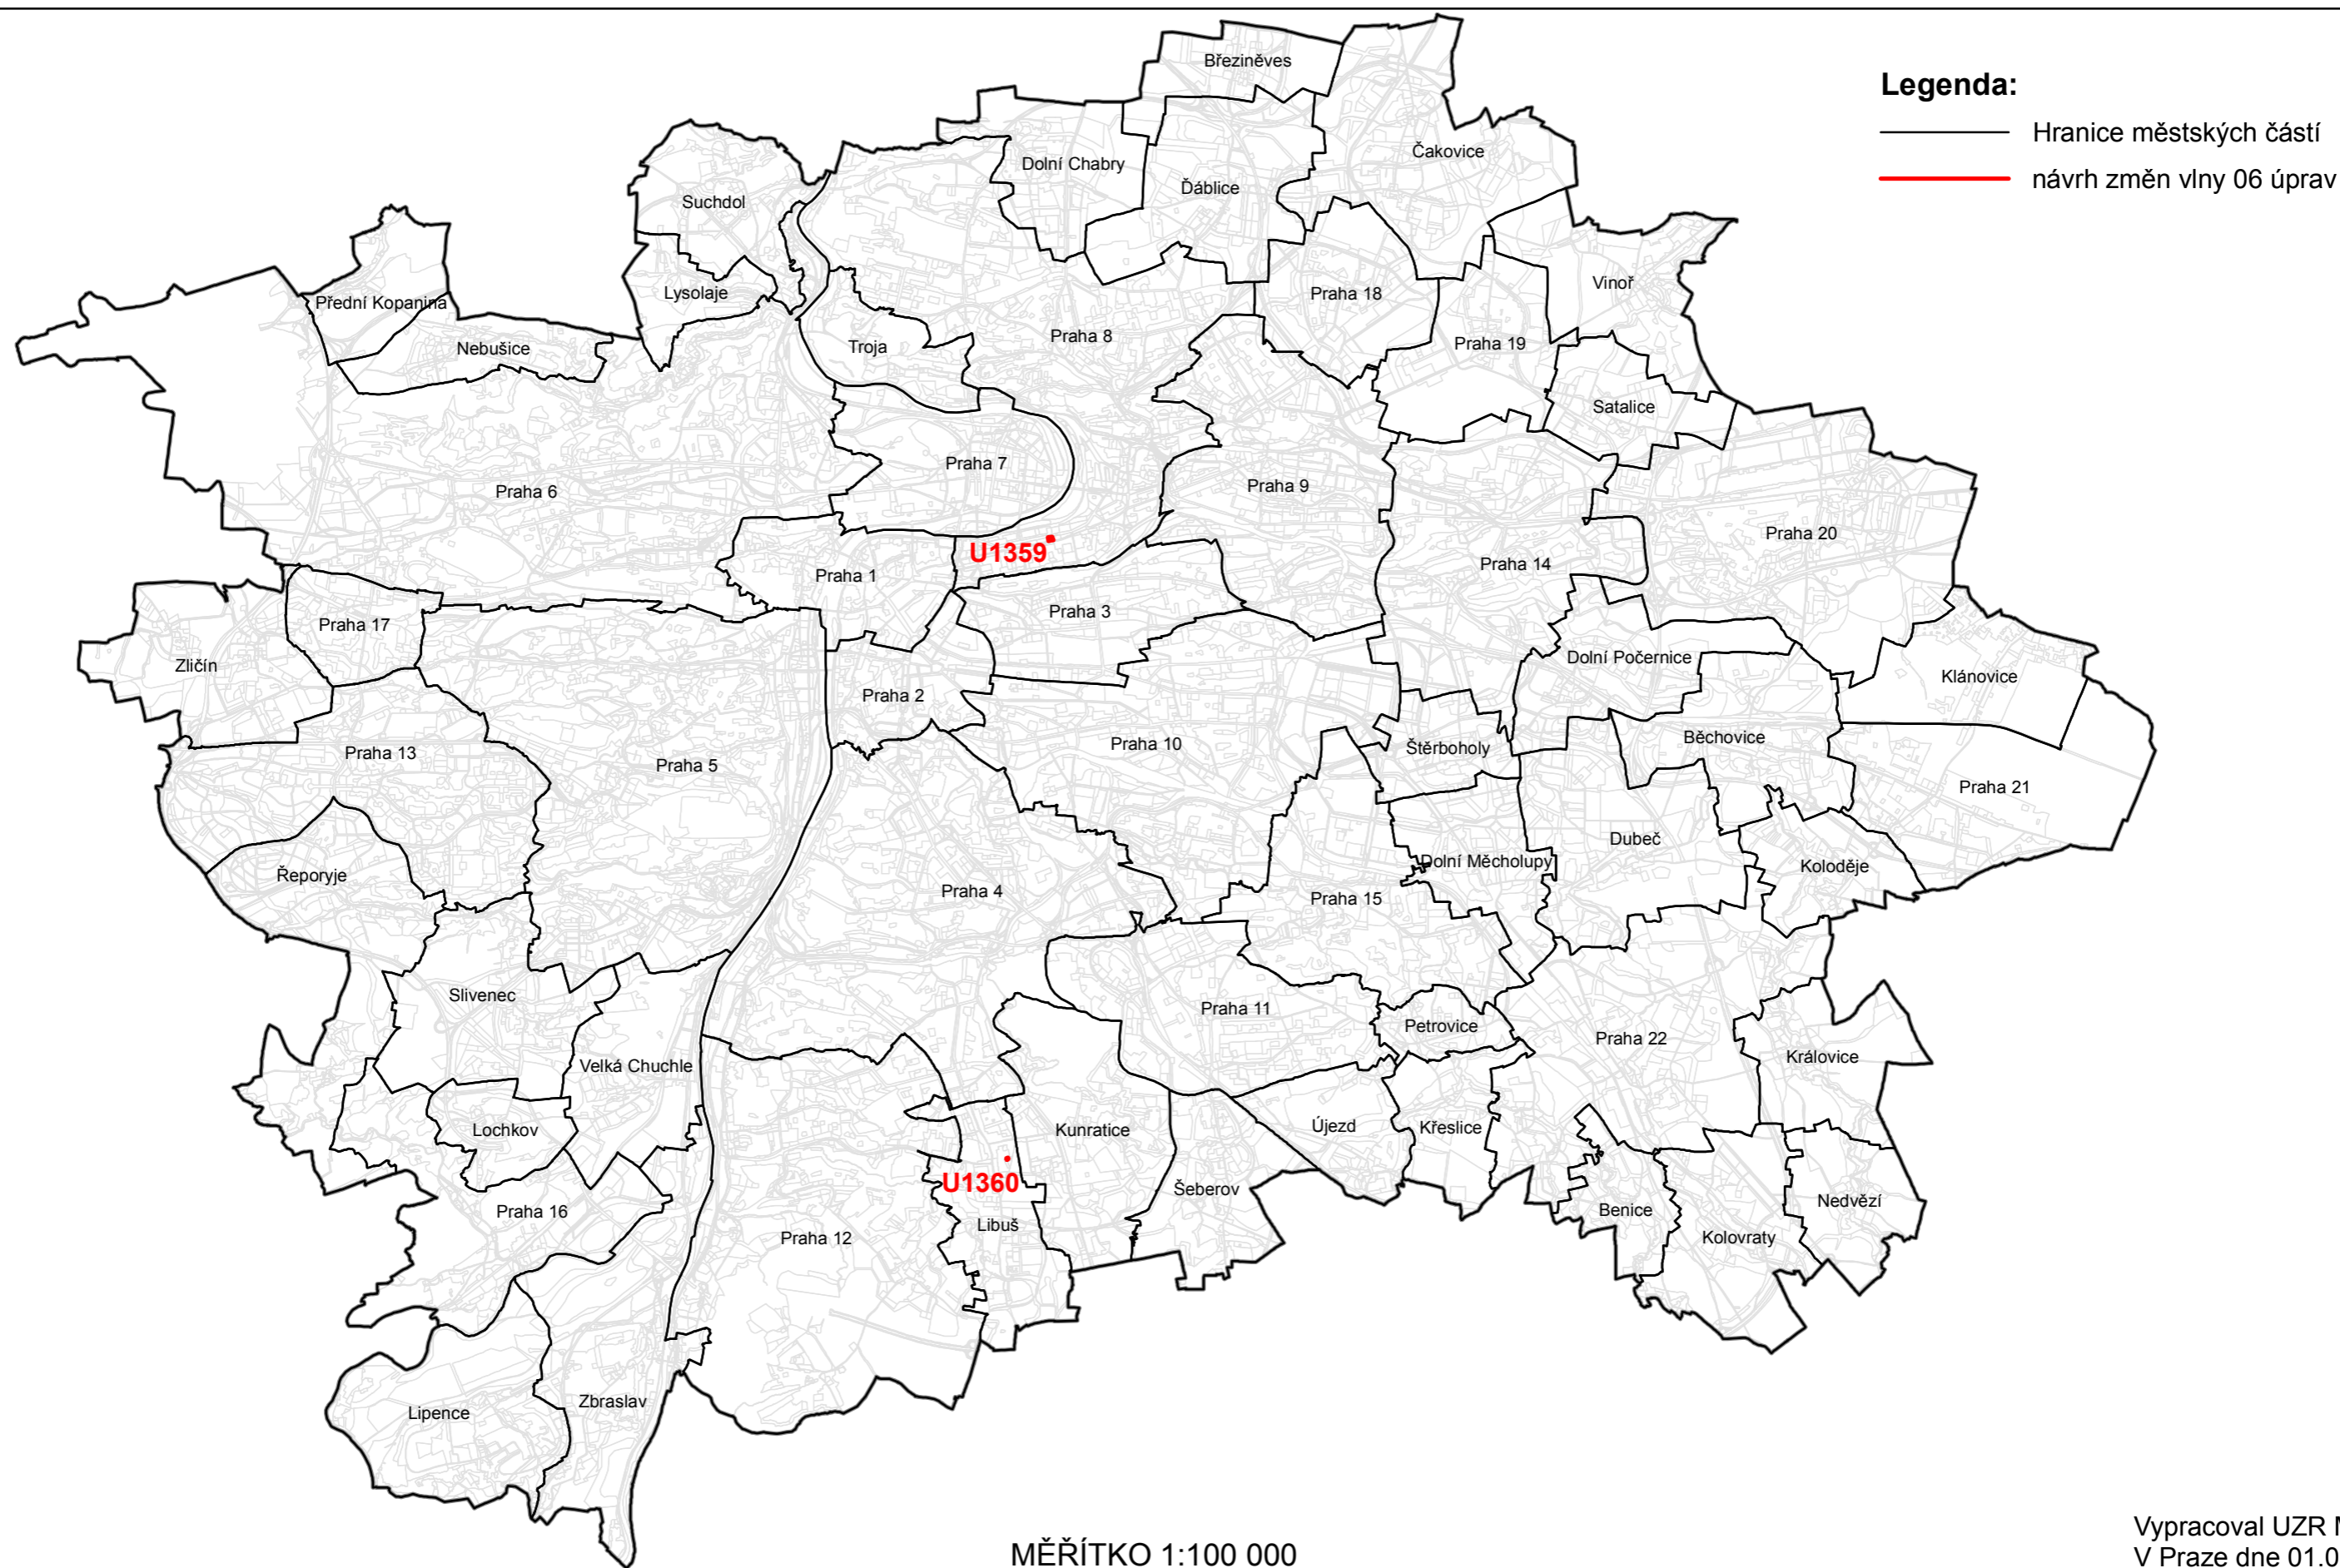 Legenda:
Hranice městských částí
návrh změn vlny 06 úprav
Březiněves
Čakovice
Dolní Chabry
Ďáblice
Suchdol
Lysolaje
Přední Kopanina
Nebušice
Troja
Praha 8
Praha 18
Praha 19
Vinoř
Satalice
Praha 7
Praha 6
Praha 9
Praha 20
U1359
Praha 14
Praha 1
Praha 3
Praha 17
Zličín
Dolní Počernice
Klánovice
Praha 2
Praha 13
Praha 5
Praha 10
Štěrboholy
Běchovice
Praha 21
Řeporyje
Praha 4
Praha 15
Dolní Měcholupy
Dubeč
Koloděje
Slivenec
Praha 11
Petrovice
Praha 22
Královice
Velká Chuchle
Lochkov
Kunratice
Újezd
Křeslice
U1360
Šeberov
Praha 16
Libuš
Praha 12
Benice
Kolovraty
Nedvězí
Lipence
Zbraslav
MĚŘÍTKO 1:100 000
Vypracoval UZR
V Praze dne 01.0